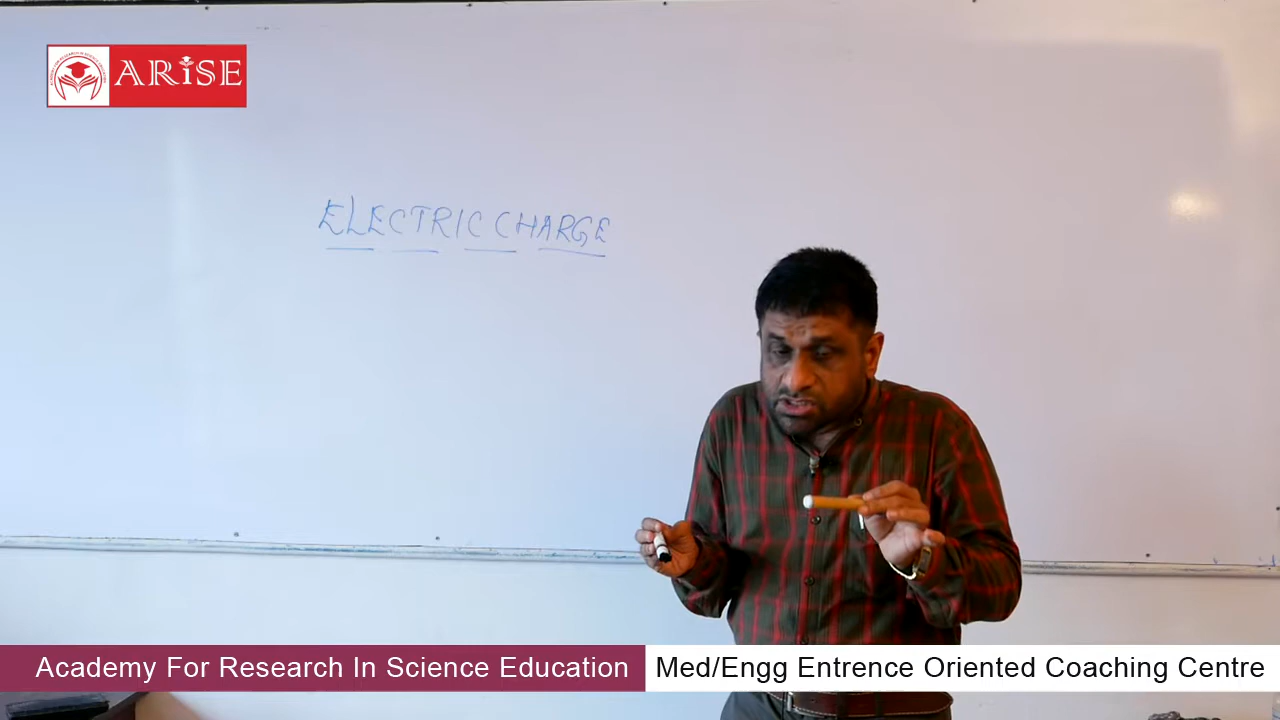 ARiSE
ELECTRIC CHARGE
Academy For Research In Science Education
Med/Engg Entrence Oriented Coaching Centre